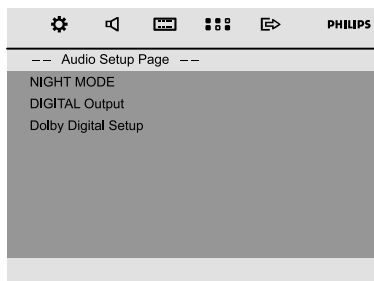 PHILIPS
-- Audio Setup Page --
NIGHT MODE
DIGITAL Output
Dolby Digital Setup